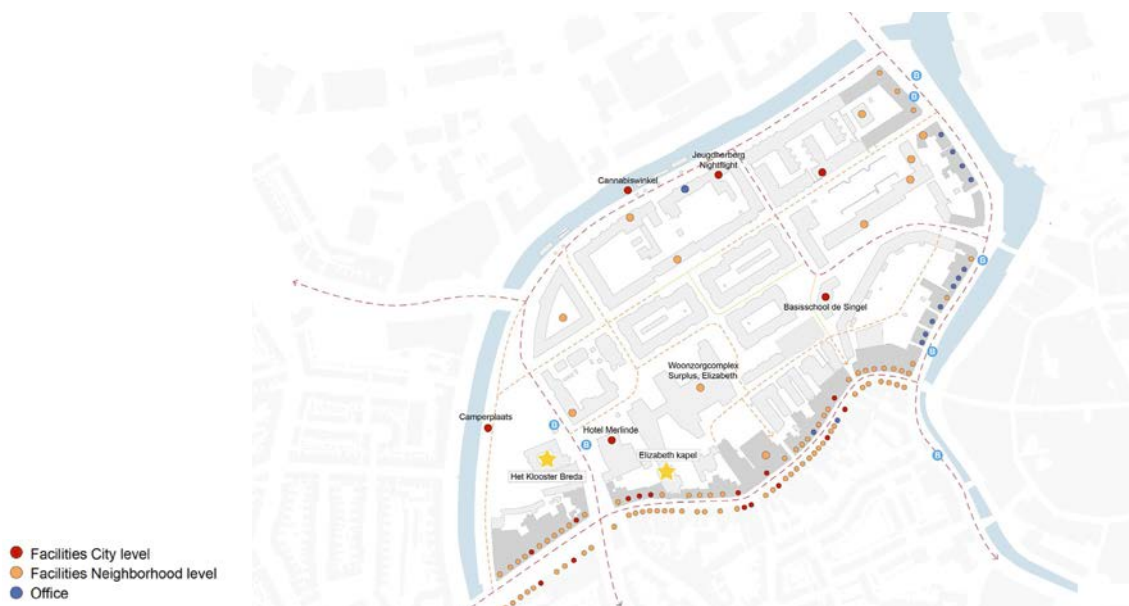 Jeugdherberg
Nightflight
Cannabiswinkel
Basisschool de Singel
Woonzorgcomplex
Surplus, Elizabeth
Camperplaats
Hotel Merlinde
Elizabeth kapel
Het Klooster Breda
B
B
B
B
B
B
B
Facilities City level
Facilities Neighborhood level
Office